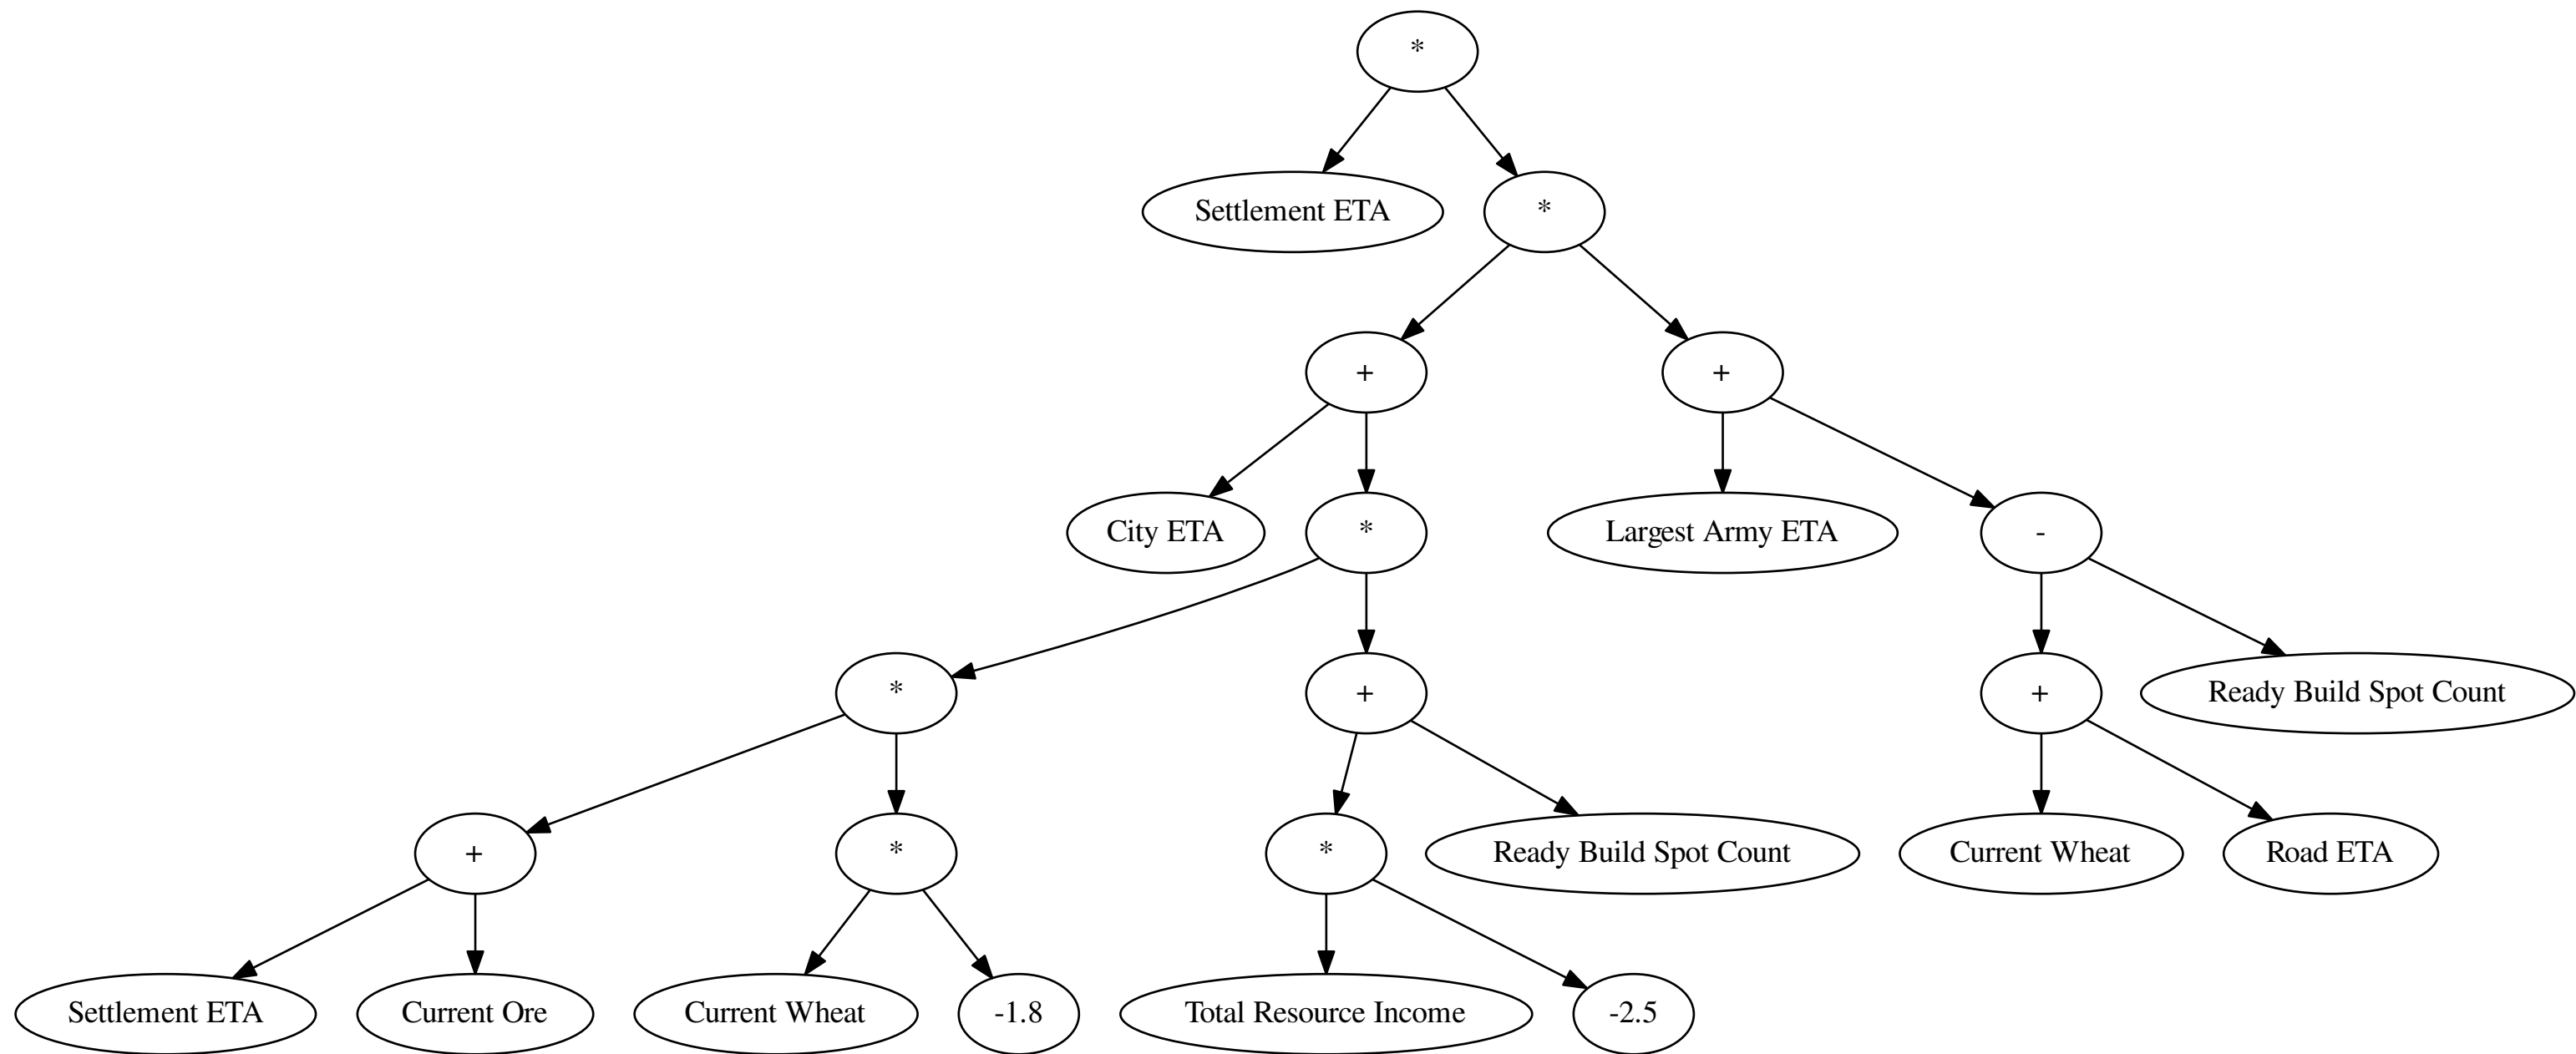 *
Settlement ETA
*
+
+
City ETA
*
Largest Army ETA
-
*
+
+
Ready Build Spot Count
+
*
*
Ready Build Spot Count
Current Wheat
Road ETA
Settlement ETA
Current Ore
Current Wheat
-1.8
Total Resource Income
-2.5